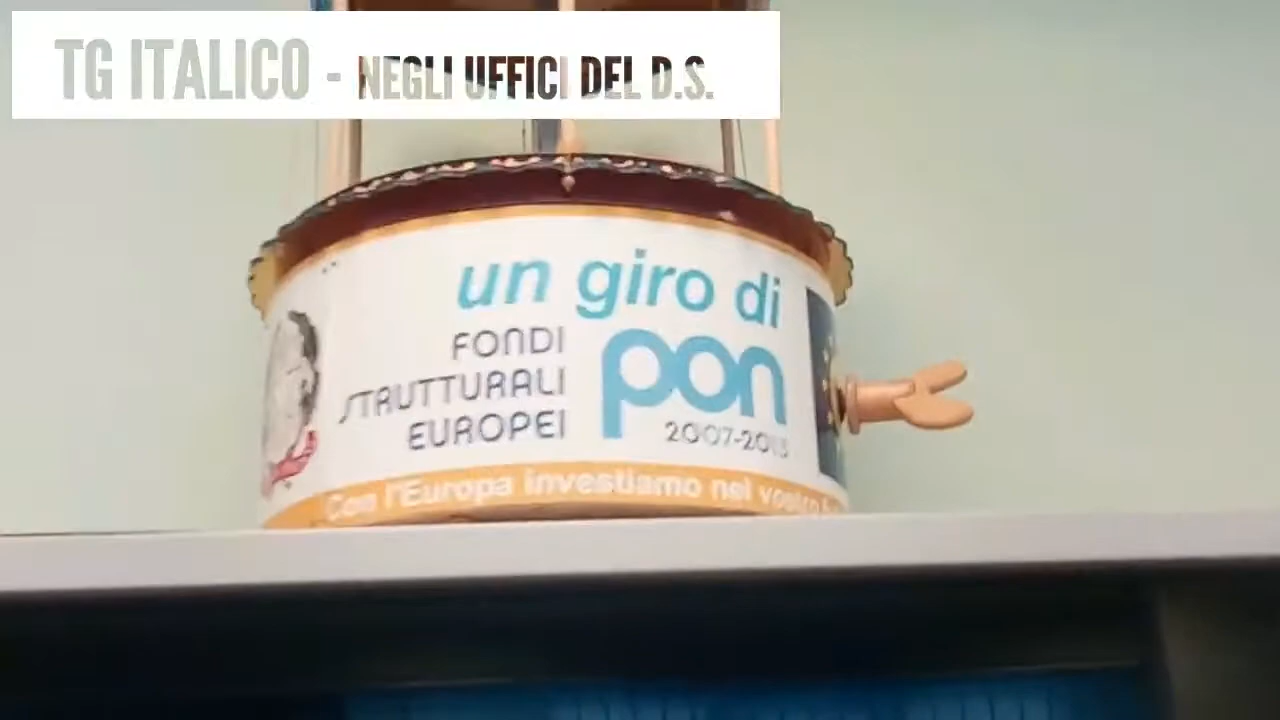 TG ITALICO - NEGLI UFFICI DEL D.S.
un giro di
FONDI
STRUTTURALI
EUROPEI
pon
2007-2013
Con l'Europa investiamo nel vostro